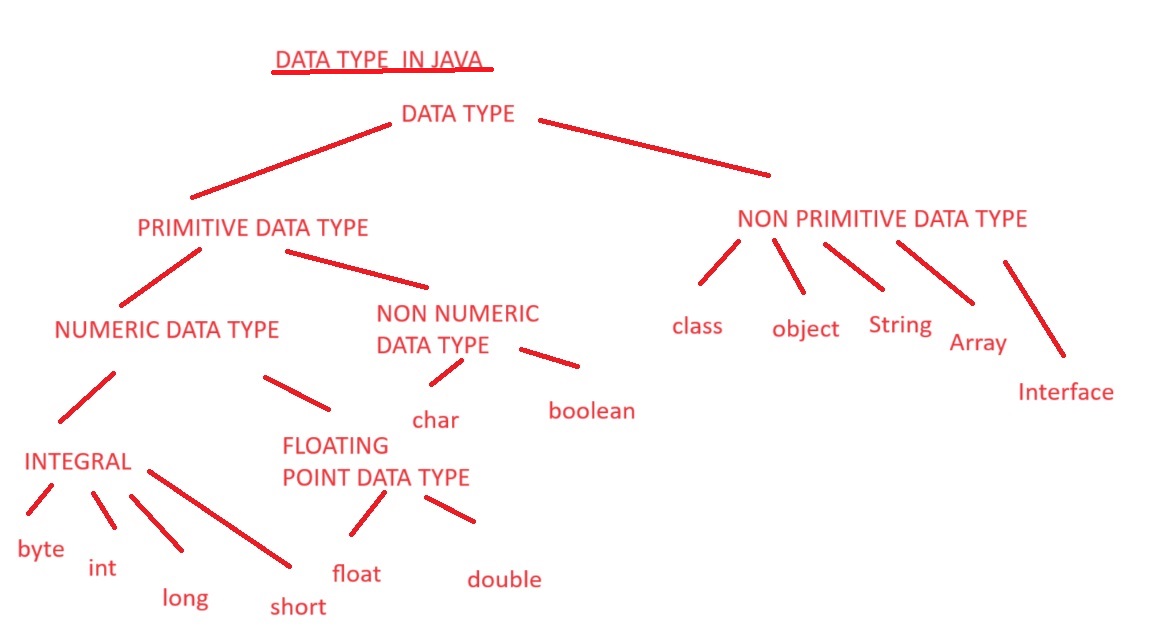 DATA TYPE IN JAVA
DATA TYPE
PRIMITIVE DATA TYPE
NON PRIMITIVE DATA TYPE
NUMERIC DATA TYPE
NON NUMERIC
DATA TYPE
class
object
String
Array
Interface
char
boolean
INTEGRAL
FLOATING
POINT DATA TYPE
byte
int
long
short
float
double